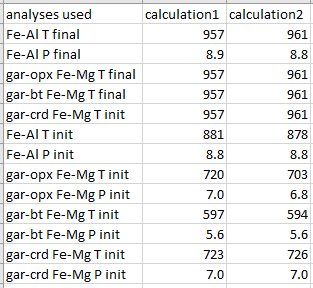 analyses used calculation1 calculation2
Fe-Al T final 957 961
Fe-Al P final 8.9 8.8
gar-opx Fe-Mg T final 957 961
gar-bt Fe-Mg T final 957 961
gar-crd Fe-Mg T init 957 961
Fe-Al T init 881 878
Fe-Al P init 8.8 8.8
gar-opx Fe-Mg T init 720 703
gar-opx Fe-Mg P init 7.0 6.8
gar-bt Fe-Mg T init 597 594
gar-bt Fe-Mg P init 5.6 5.6
gar-crd Fe-Mg T init 723 726
gar-crd Fe-Mg P init 7.0 7.0